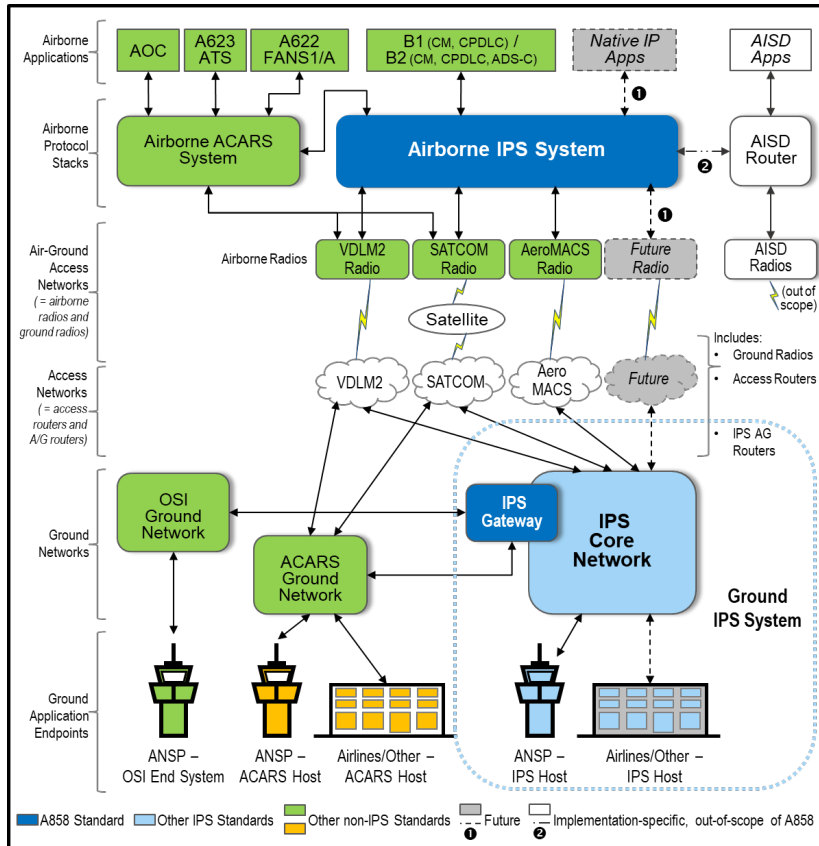 Airborne
Applications
AOC
A623
ATS
A622
FANS1/A
B1 (CM, CPDLC) /
B2 (CM, CPDLC, ADS-C)
Native IP
Apps
AISD
Apps
❶
Airborne
Protocol
Stacks
Airborne ACARS
System
Airborne IPS System
❷
AISD
Router
❶
Air-Ground
Access
Networks
( = airborne
radios and
ground radios)
Airborne Radios
VDLM2
Radio
SATCOM
Radio
AeroMACS
Radio
Future
Radio
AISD
Radios
(out of
scope)
Satellite
Access
Networks
( = access
routers and
A/G routers)
VDLM2
SATCOM
Aero
MACS
Future
Includes:
• Ground Radios
• Access Routers
• IPS AG
Routers
Ground
Networks
OSI
Ground
Network
ACARS
Ground
Network
IPS
Gateway
IPS
Core
Network
Ground
IPS System
Ground
Application
Endpoints
ANSP –
OSI End System
ANSP –
ACARS Host
Airlines/Other –
ACARS Host
ANSP –
IPS Host
Airlines/Other –
IPS Host
A858 Standard
Other IPS Standards
Other non-IPS Standards
Future
❶
Implementation-specific, out-of-scope of A858
❷